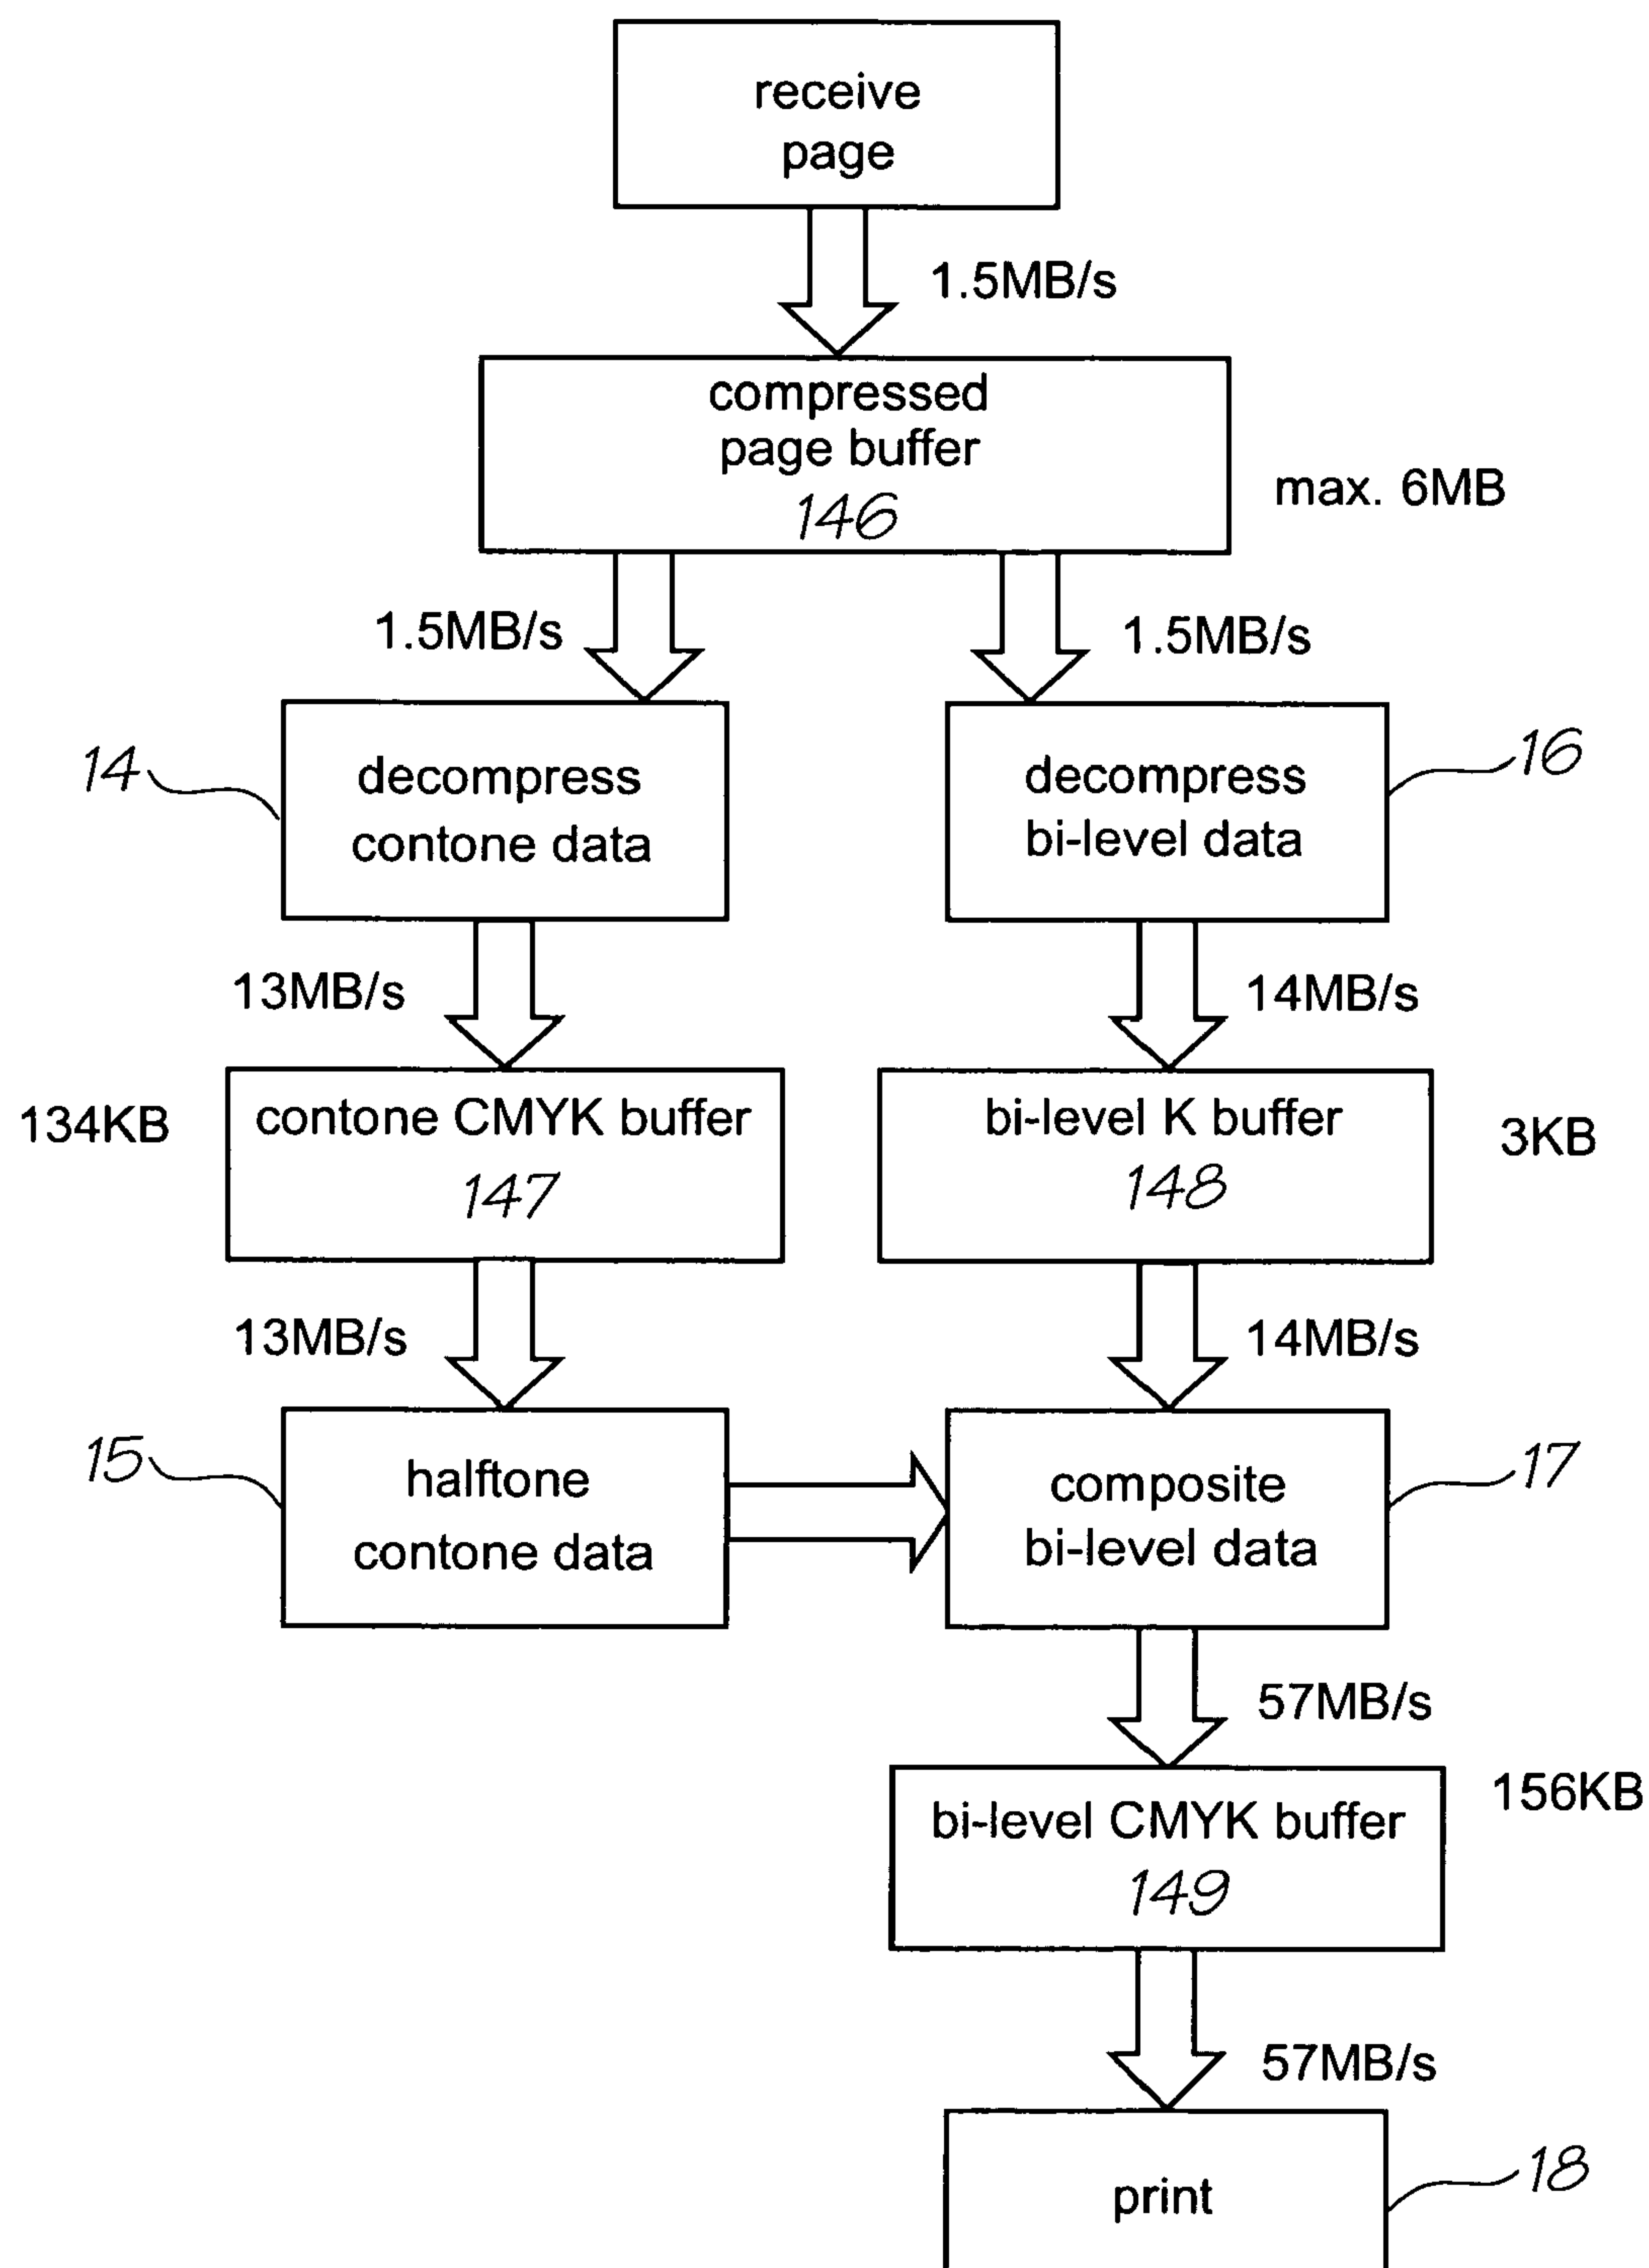 receive
page
1.5MB/s
compressed
page buffer
146
max. 6MB
1.5MB/s
1.5MB/s
14
decompress
contone data
decompress
bi-level data
16
13MB/s
14MB/s
134KB
contone CMYK buffer
147
bi-level K buffer
148
3KB
13MB/s
14MB/s
15
halftone
contone data
composite
bi-level data
17
57MB/s
bi-level CMYK buffer
149
156KB
57MB/s
print
18